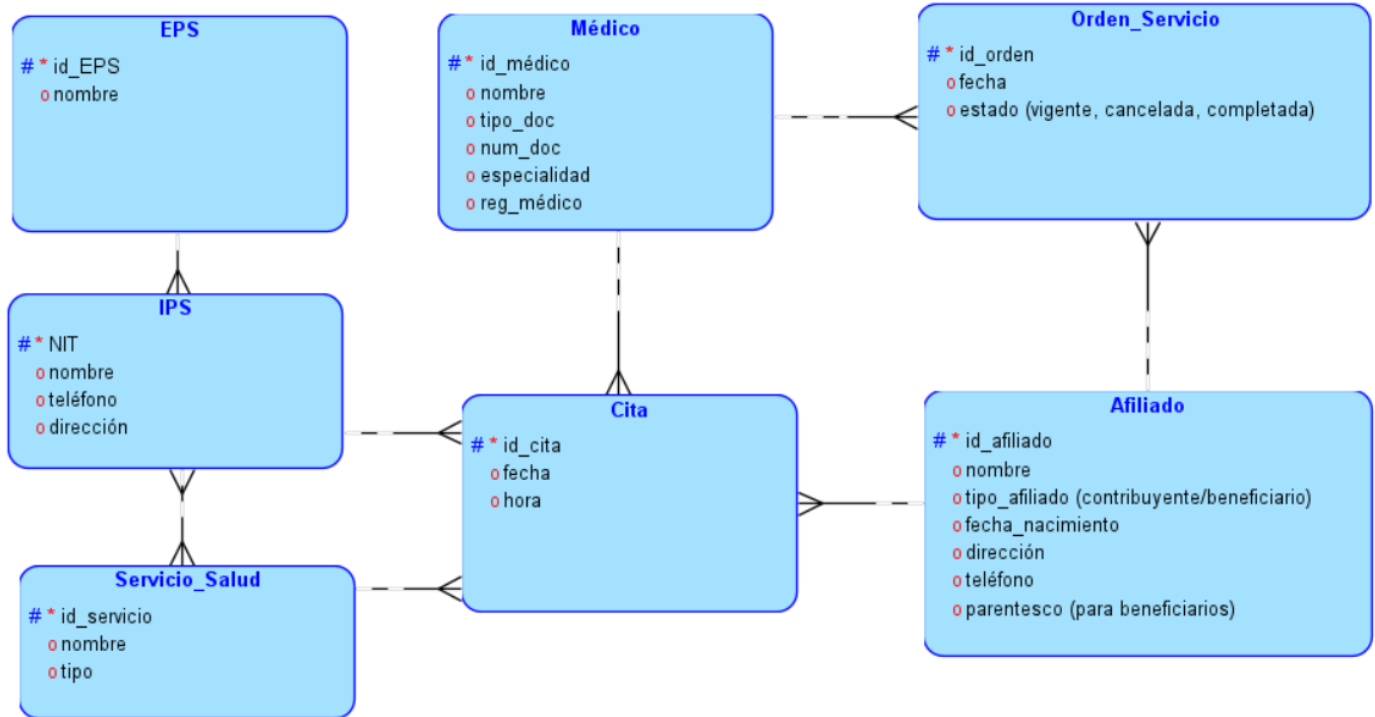 EPS
# * id_EPS
o nombre
Médico
# * id_médico
o nombre
o tipo_doc
o num_doc
o especialidad
o reg_médico
Orden_Servicio
# * id_orden
o fecha
o estado (vigente, cancelada, completada)
IPS
# * NIT
o nombre
o teléfono
o dirección
Cita
# * id_cita
o fecha
o hora
Afiliado
# * id_afiliado
o nombre
o tipo_afiliado (contribuyente/beneficiario)
o fecha_nacimiento
o dirección
o teléfono
o parentesco (para beneficiarios)
Servicio_Salud
# * id_servicio
o nombre
o tipo